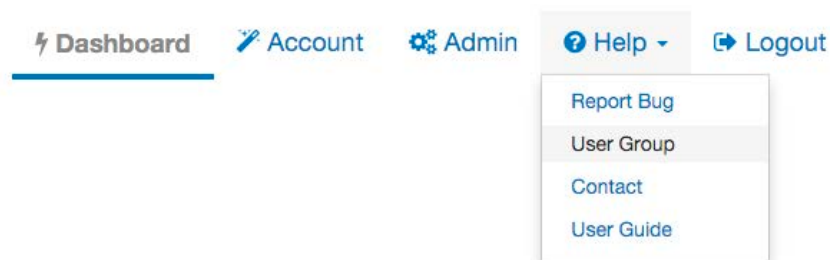 Dashboard Account Admin Help Logout
Report Bug
User Group
Contact
User Guide